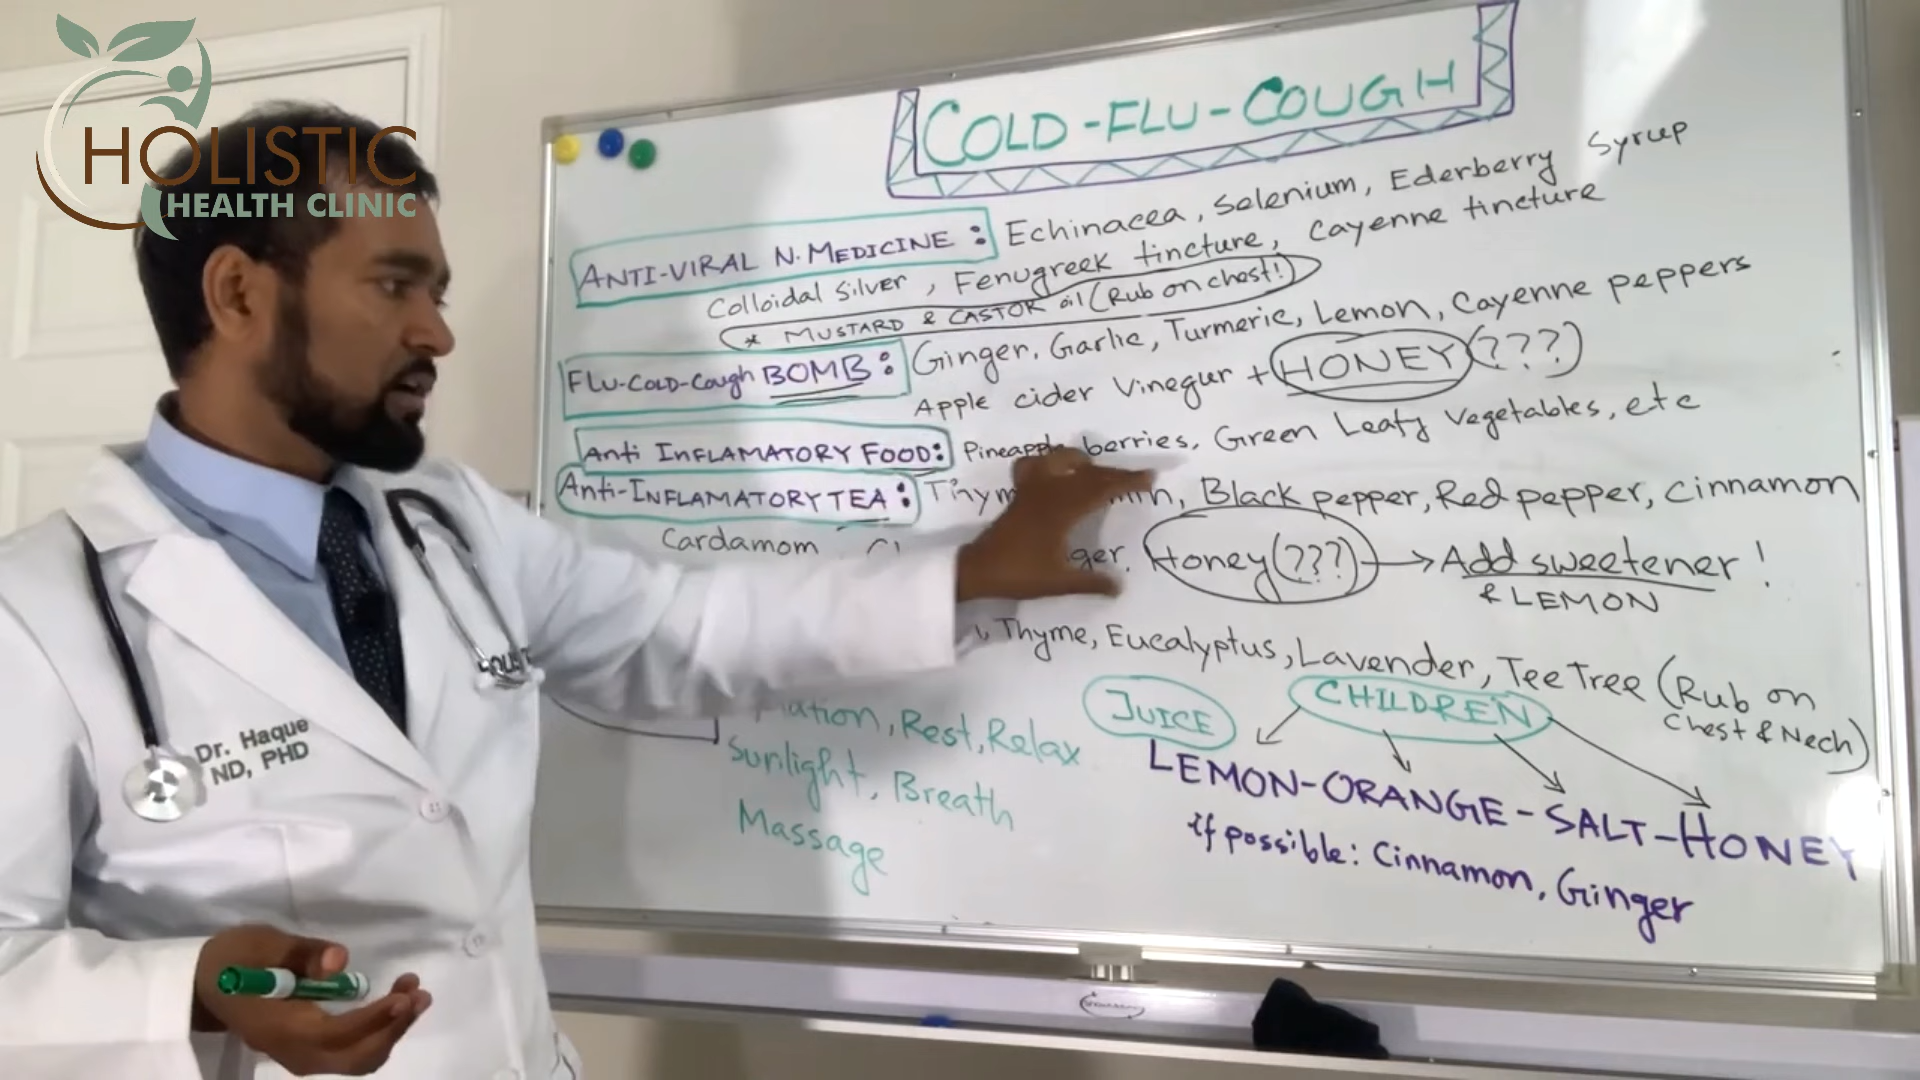 HOLISTIC
HEALTH CLINIC
COLD-FLU-COUGH
ANTI-VIRAL N. MEDICINE: Echinacea, Selenium, Ederberry Syrup
Colloidal Silver, Fenugreek tincture, Cayenne tincture
* MUSTARD & CASTOR oil (Rub on chest!)
FLU-COLD-Cough BOMB: Ginger, Garlic, Turmeric, Lemon, Cayenne peppers
Apple cider Vinegur + HONEY (???)
Anti INFLAMATORY FOOD: Pineapple berries, Green Leafy Vegetables, etc
Anti-INFLAMATORY TEA: Black pepper, Red pepper, Cinnamon
Cardamom Honey (???) → Add sweetener!
& LEMON
Thyme, Eucalyptus, Lavender, Tee Tree (Rub on
Chest & Nech)
Rest, Relax
Sunlight, Breath
Massage
JUICE CHILDREN
LEMON-ORANGE-SALT-HONEY
if possible: Cinnamon, Ginger
Dr. Haque
ND, PHD